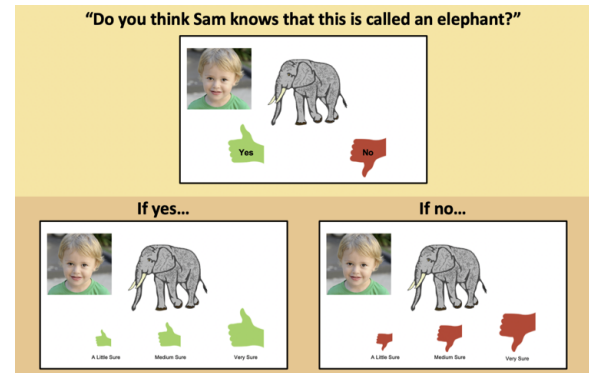 “Do you think Sam knows that this is called an elephant?”
Yes
No
If yes...
If no...
A Little Sure
Medium Sure
Very Sure
A Little Sure
Medium Sure
Very Sure